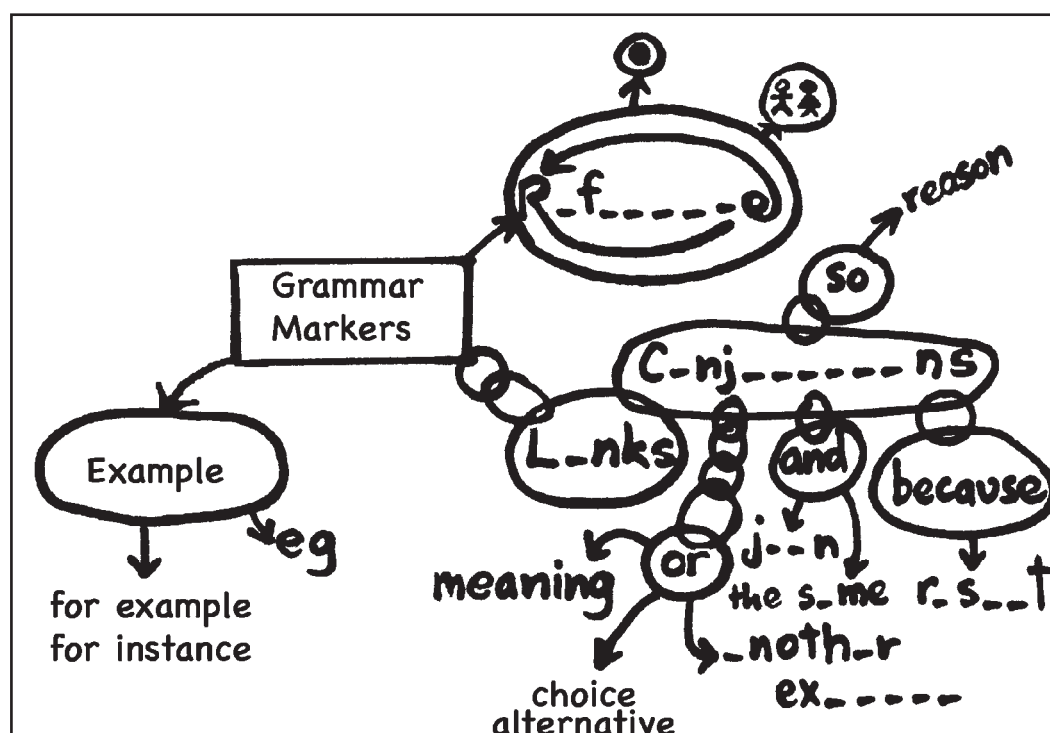 reason
_f______
so
Grammar
Markers
C_nj______ns
L_nks
and
because
Example
eg
or
j__n
meaning
the s_me
r_s__t
for example
for instance
_noth_r
ex_____
choice
alternative